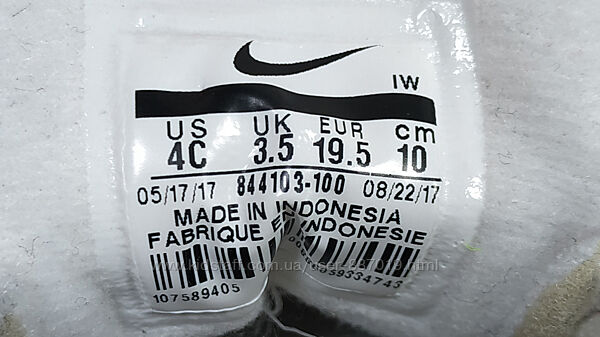 IW
US UK EUR cm
4C 3.5 19.5 10
05/17/17 844103-100 08/22/17
MADE IN INDONESIA
FABRIQUE EN INDONESIE
107589405